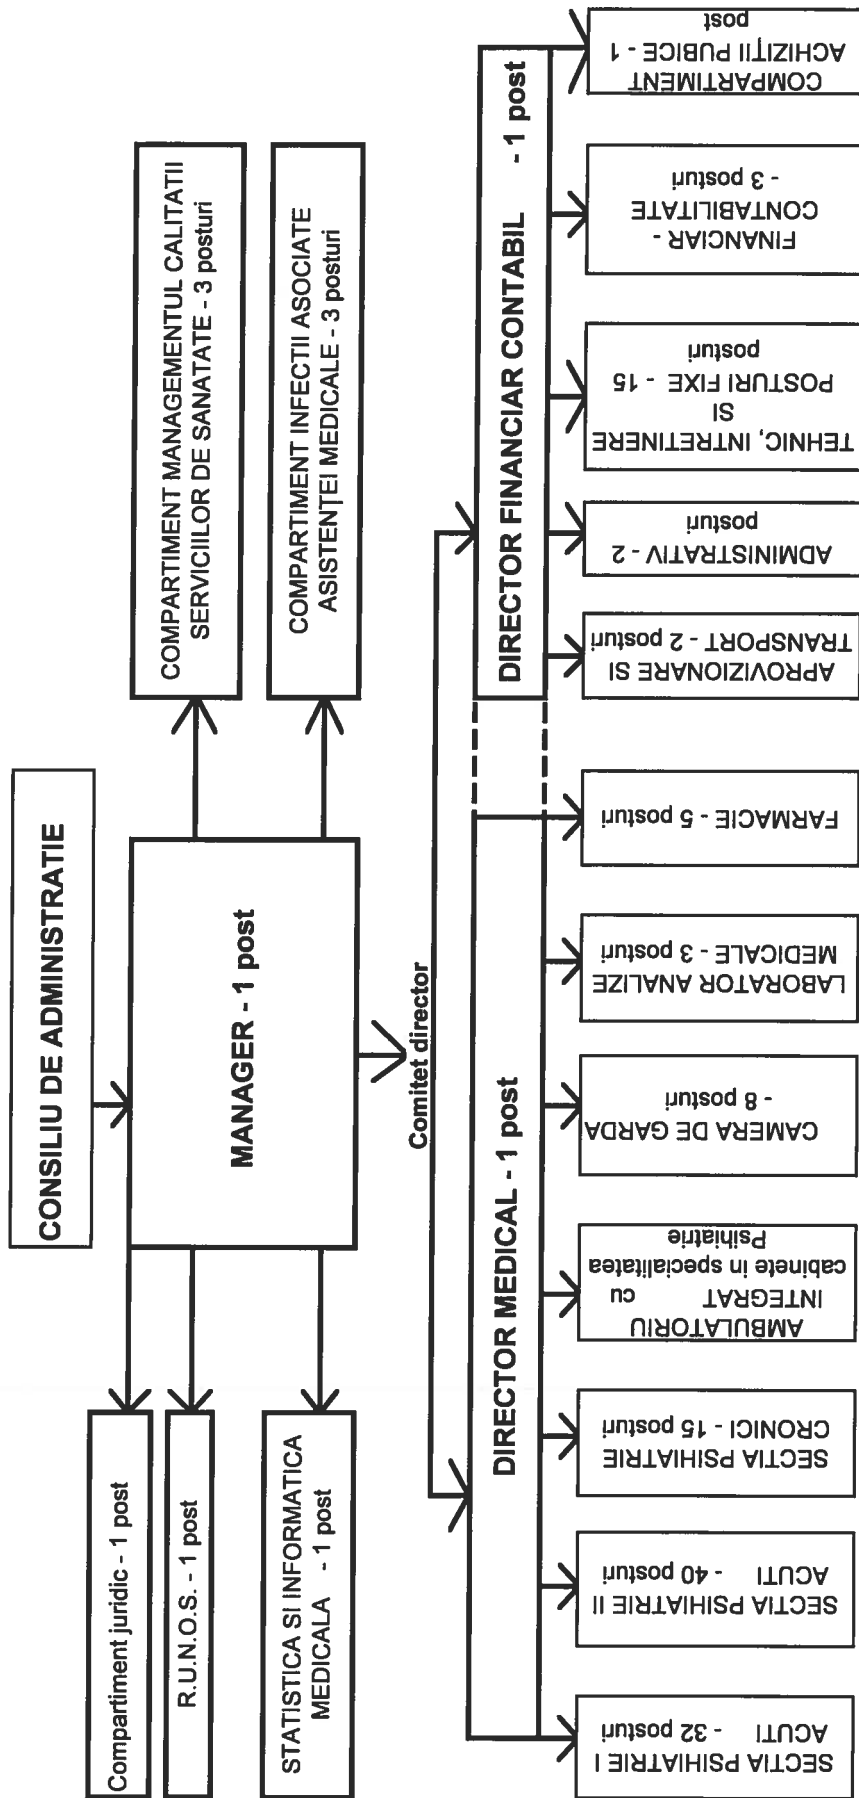 CONSILIU DE ADMINISTRATIE
MANAGER - 1 post
Compartiment juridic - 1 post
R.U.N.O.S. - 1 post
STATISTICA SI INFORMATICA
MEDICALA - 1 post
COMPARTIMENT MANAGEMENTUL CALITATII
SERVICIILOR DE SANATATE - 3 posturi
COMPARTIMENT INFECTII ASOCIATE
ASISTENȚEI MEDICALE - 3 posturi
Comitet director
DIRECTOR MEDICAL - 1 post
DIRECTOR FINANCIAR CONTABIL - 1 post
SECTIA PSIHIATRIE I
ACUTI - 32 posturi
SECTIA PSIHIATRIE II
ACUTI - 40 posturi
SECTIA PSIHIATRIE
CRONICI - 15 posturi
AMBULATORIU
INTEGRAT cu
cabinete in specialitatea
Psihiatrie
CAMERA DE GARDA
- 8 posturi
LABORATOR ANALIZE
MEDICALE - 3 posturi
FARMACIE - 5 posturi
APROVIZIONARE SI
TRANSPORT - 2 posturi
ADMINISTRATIV - 2
posturi
TEHNIC, INTRETINERE
SI
POSTURI FIXE - 15
posturi
FINANCIAR -
CONTABILITATE
- 3 posturi
COMPARTIMENT
ACHIZIȚII PUBICE - 1
post